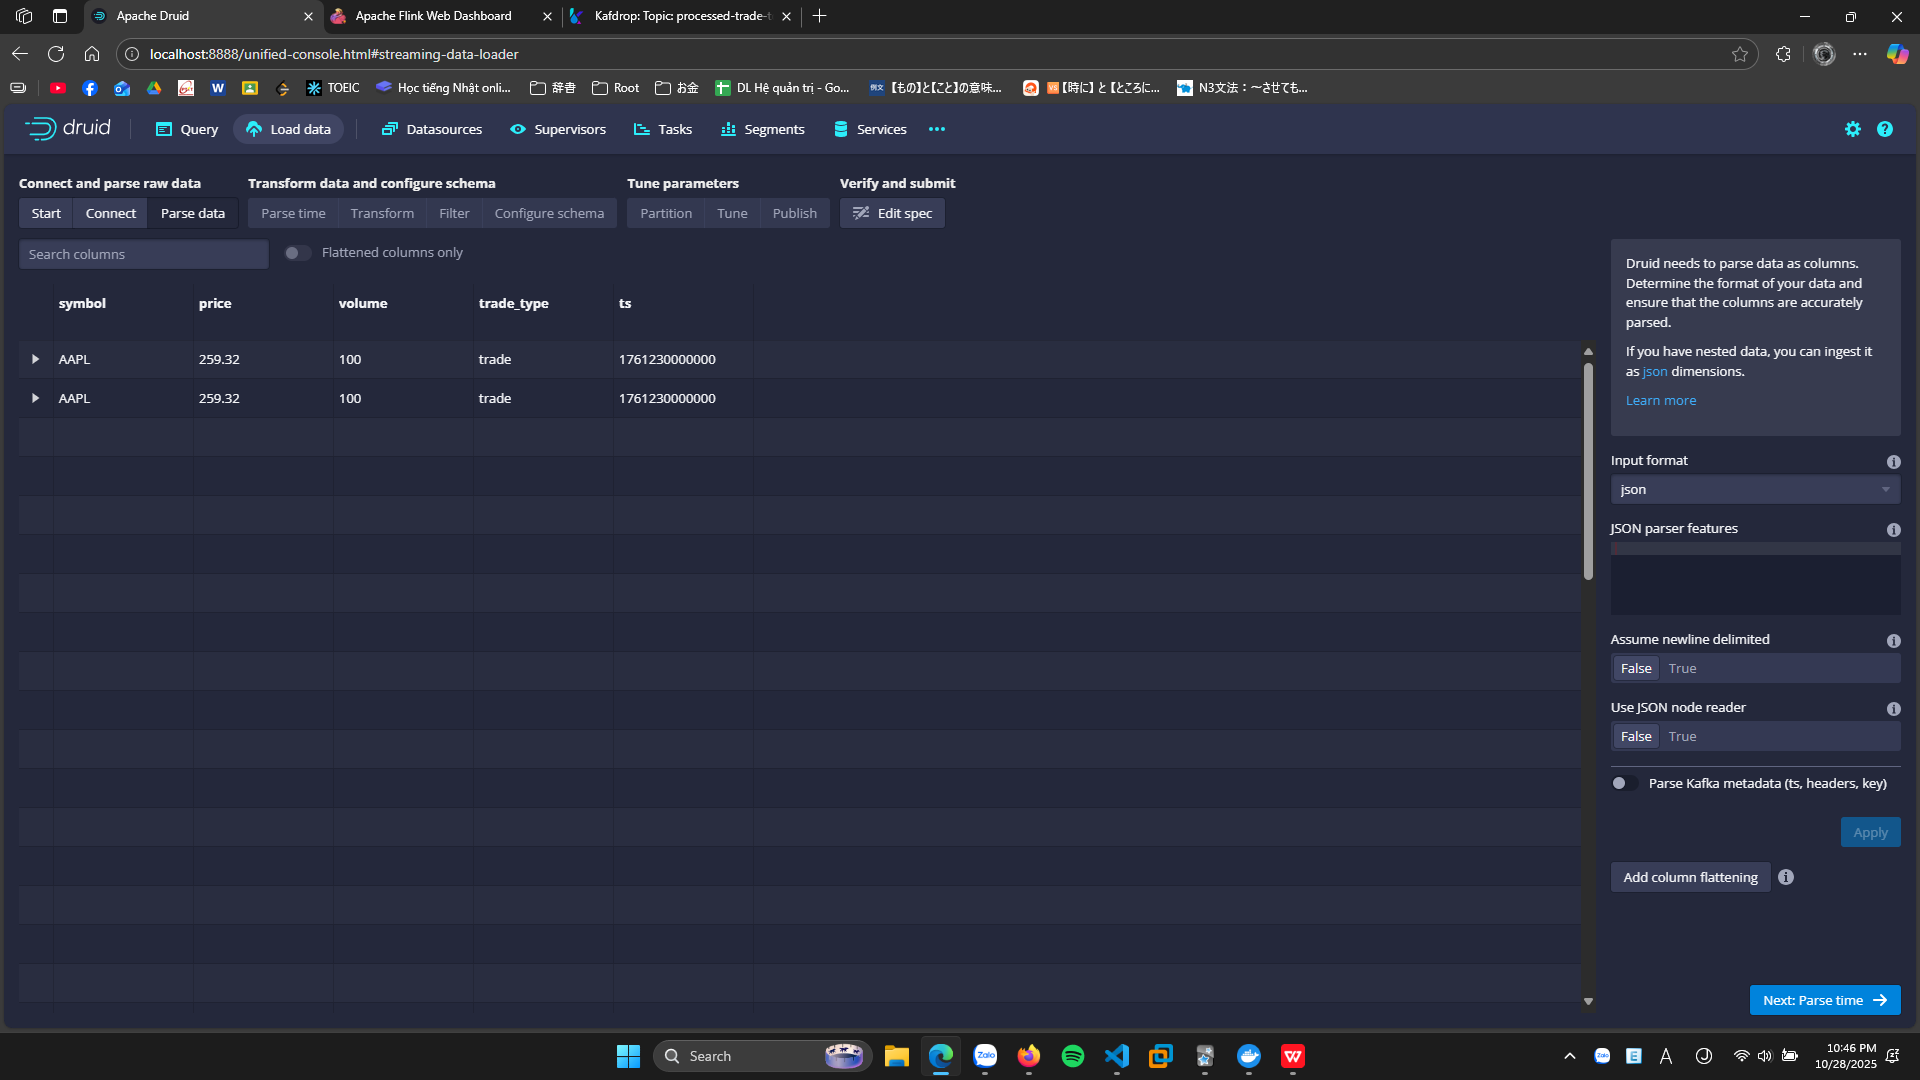 Apache Druid
Apache Flink Web Dashboard
Kafdrop: Topic: processed-trade-t
localhost:8888/unified-console.html#streaming-data-loader
TOEIC
Học tiếng Nhật onli...
辞書
Root
お金
DL Hệ quản trị - Go...
【もの】と【こと】の意味...
【時に】 と 【ところに...
N3文法：〜させても...
druid
Query
Load data
Datasources
Supervisors
Tasks
Segments
Services
Connect and parse raw data
Transform data and configure schema
Tune parameters
Verify and submit
Start
Connect
Parse data
Parse time
Transform
Filter
Configure schema
Partition
Tune
Publish
Edit spec
Search columns
Flattened columns only
symbol price volume trade_type ts
AAPL 259.32 100 trade 1761230000000
AAPL 259.32 100 trade 1761230000000
Druid needs to parse data as columns.
Determine the format of your data and
ensure that the columns are accurately
parsed.
If you have nested data, you can ingest it
as json dimensions.
Learn more
Input format
json
JSON parser features
Assume newline delimited
False True
Use JSON node reader
False True
Parse Kafka metadata (ts, headers, key)
Apply
Add column flattening
Next: Parse time
Search
10:46 PM
10/28/2025